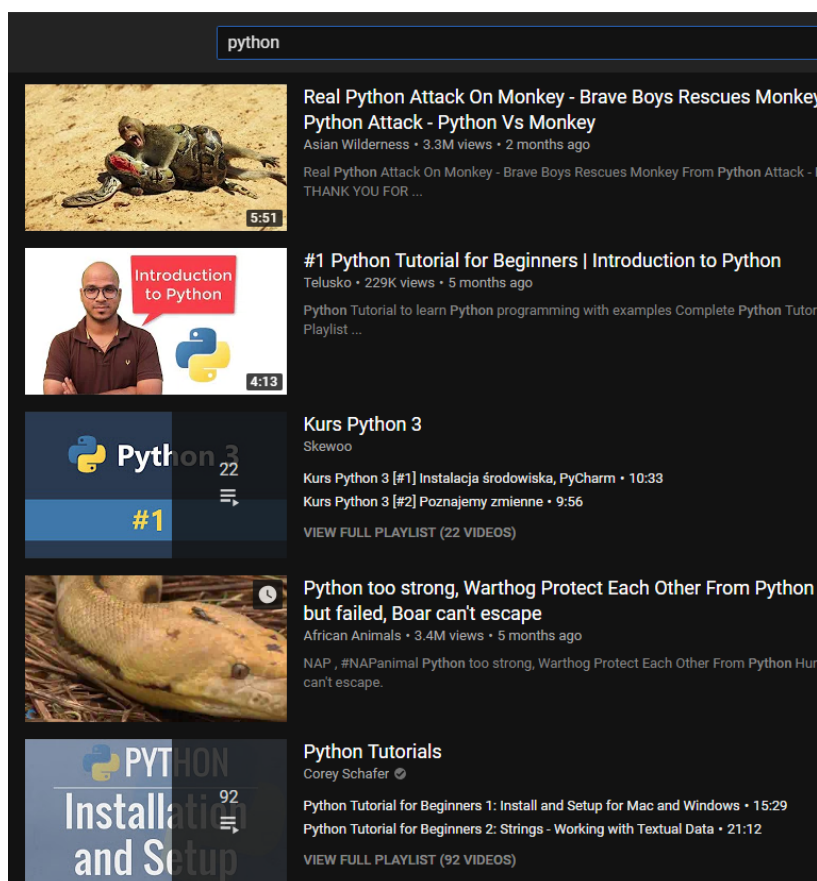 python
Real Python Attack On Monkey - Brave Boys Rescues Monkey
Python Attack - Python Vs Monkey
Asian Wilderness • 3.3M views • 2 months ago
Real Python Attack On Monkey - Brave Boys Rescues Monkey From Python Attack -
THANK YOU FOR ...
5:51
Introduction
to Python
4:13
#1 Python Tutorial for Beginners | Introduction to Python
Telusko • 229K views • 5 months ago
Python Tutorial to learn Python programming with examples Complete Python Tutor
Playlist ...
Python 3
22
#1
Kurs Python 3
Skewoo
Kurs Python 3 [#1] Instalacja środowiska, PyCharm • 10:33
Kurs Python 3 [#2] Poznajemy zmienne • 9:56
VIEW FULL PLAYLIST (22 VIDEOS)
Python too strong, Warthog Protect Each Other From Python
but failed, Boar can't escape
African Animals • 3.4M views • 5 months ago
NAP , #NAPanimal Python too strong, Warthog Protect Each Other From Python Hu
can't escape.
PYTHON
Installation
and Setup
92
Python Tutorials
Corey Schafer
Python Tutorial for Beginners 1: Install and Setup for Mac and Windows • 15:29
Python Tutorial for Beginners 2: Strings - Working with Textual Data • 21:12
VIEW FULL PLAYLIST (92 VIDEOS)